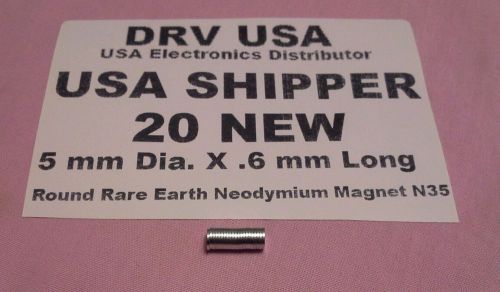 DRV USA
USA Electronics Distributor
USA SHIPPER
20 NEW
5 mm Dia. X .6 mm Long
Round Rare Earth Neodymium Magnet N35